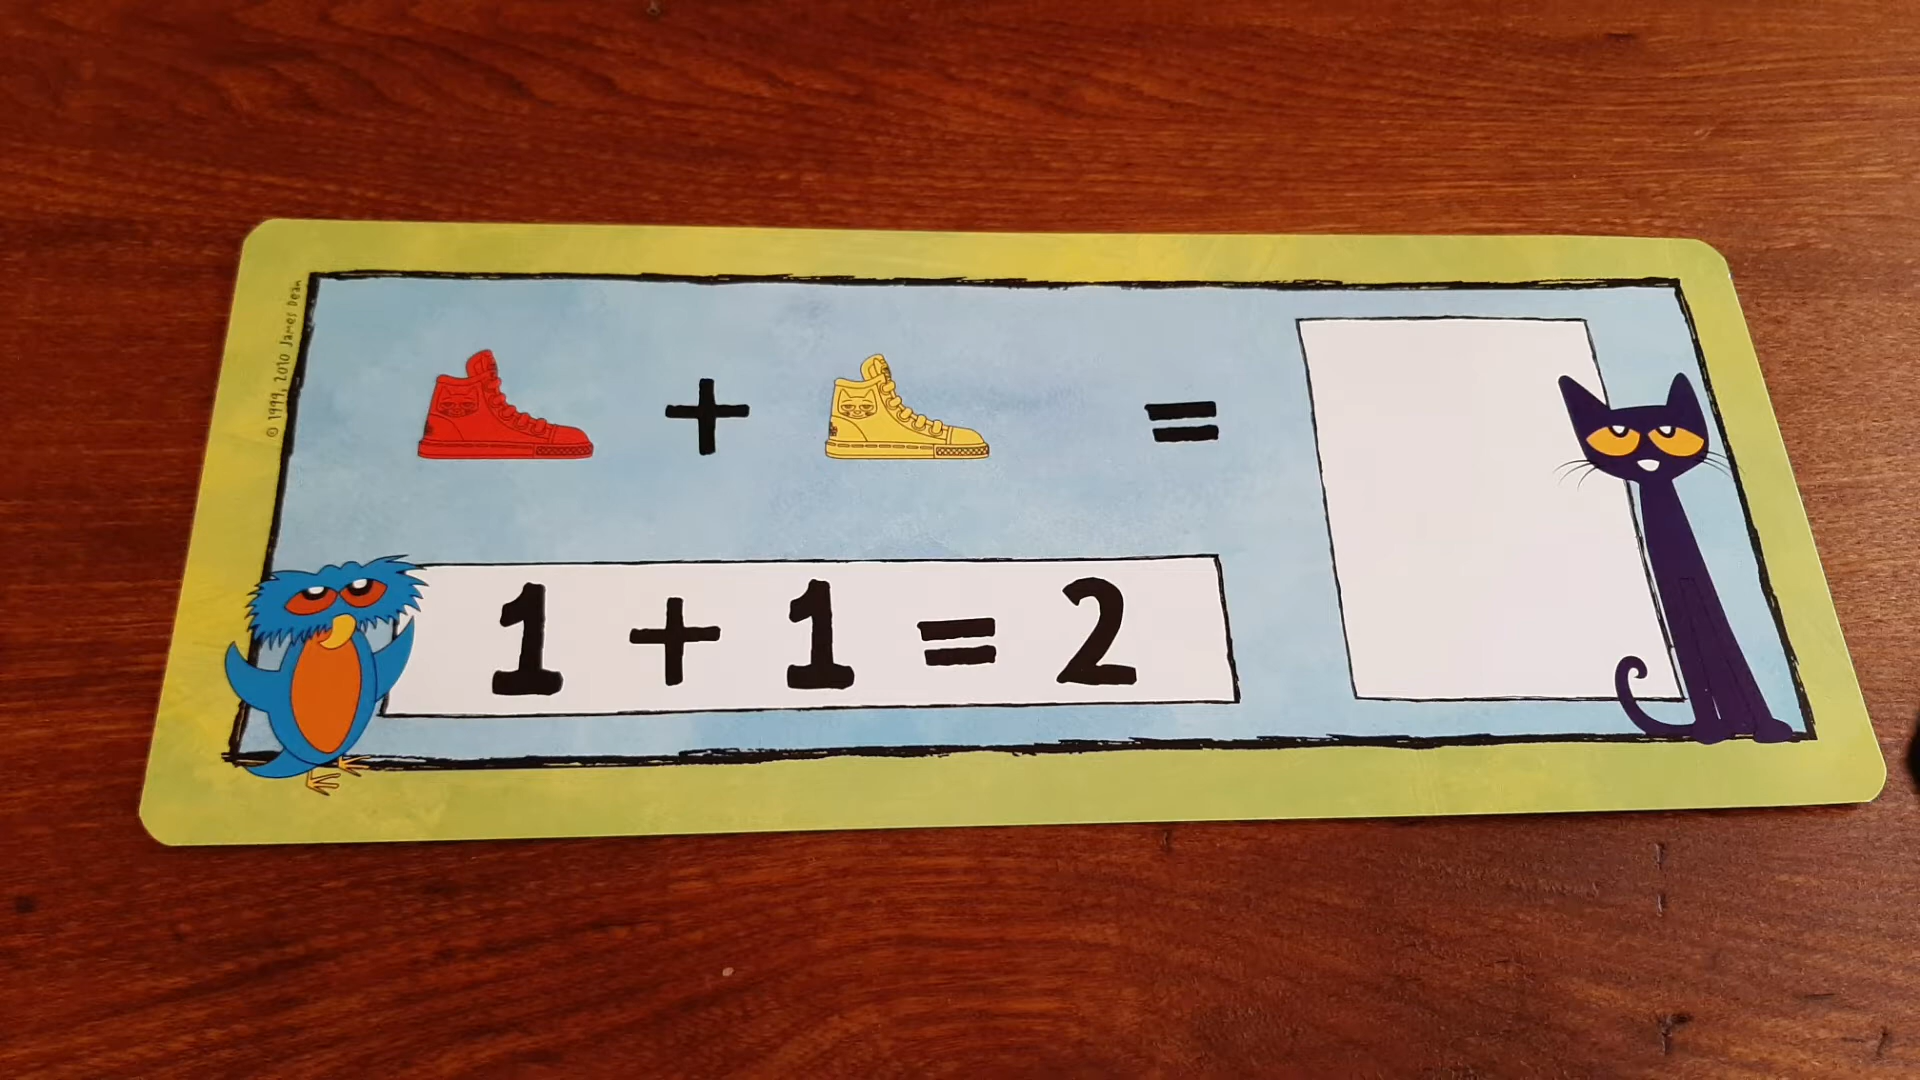 © 1999, 2010 James Dean
+ =
1 + 1 = 2